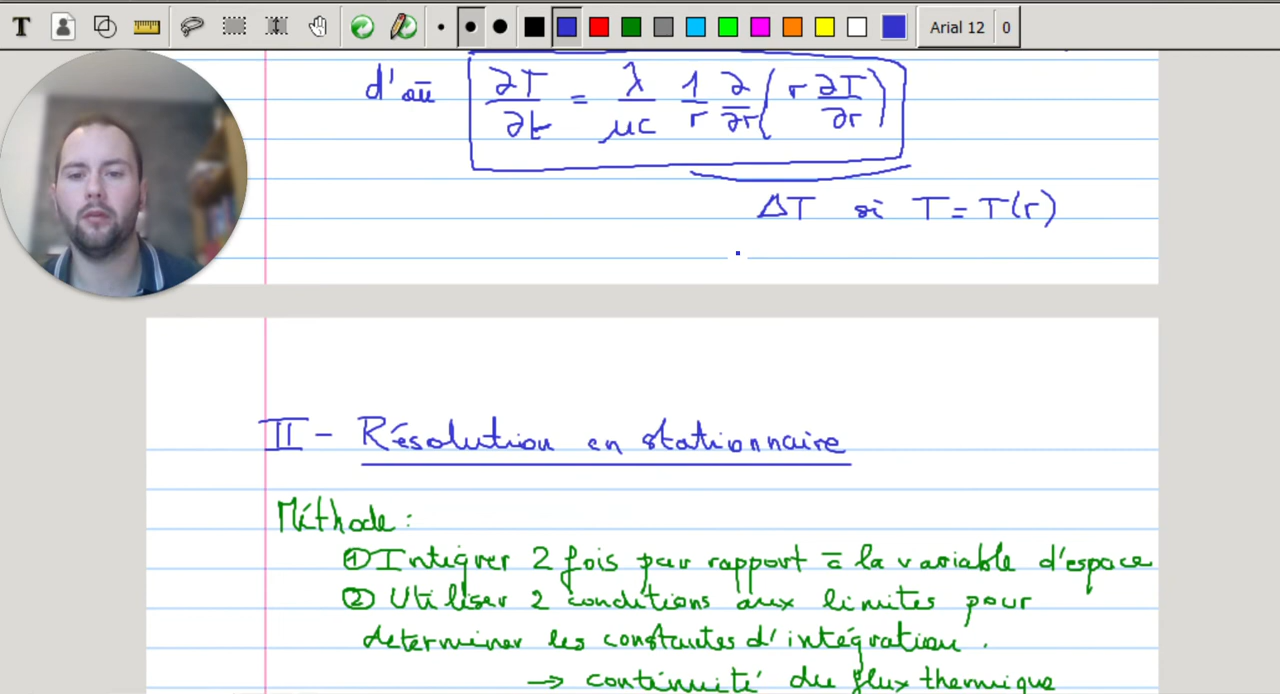 T Arial 12 0
d'où ∂T/∂t = λ/μc 1/r ∂/∂r ( r ∂T/∂r )
ΔT si T = T(r)
II - Résolution en stationnaire
Méthode :
① Intégrer 2 fois par rapport à la variable d'espace
② Utiliser 2 conditions aux limites pour
déterminer les constantes d'intégration.
→ continuité du flux thermique